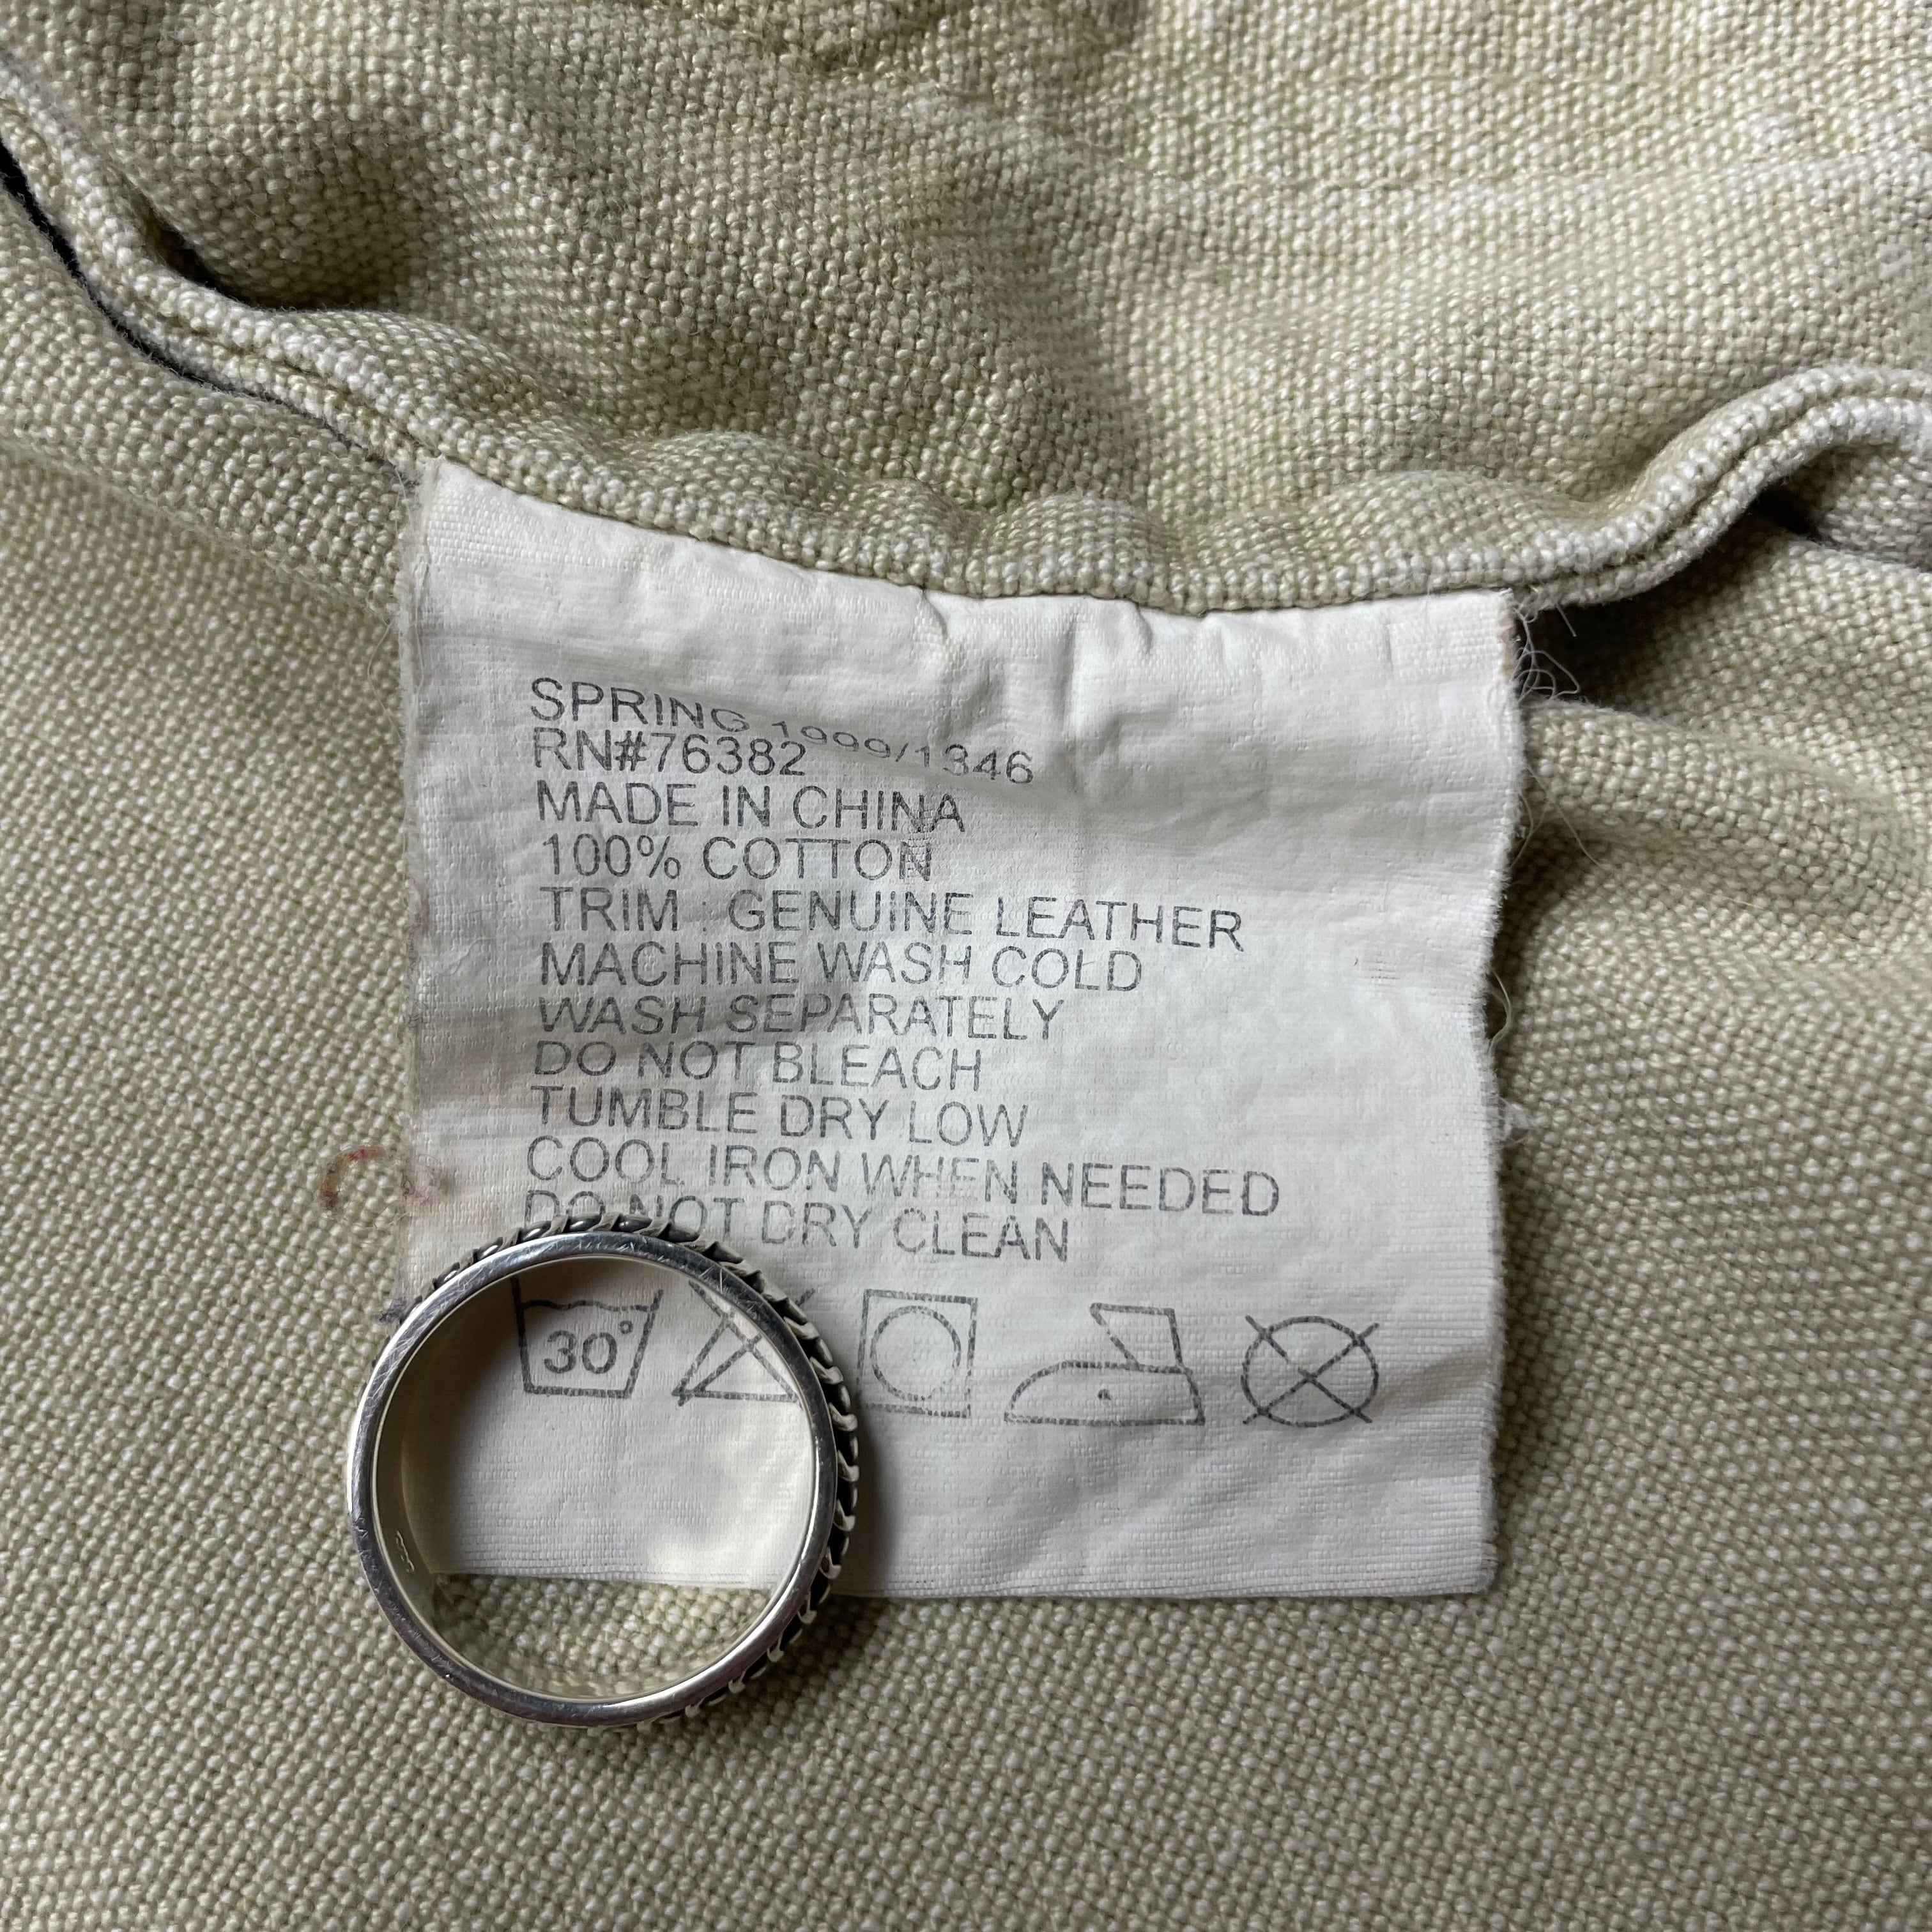 SPRING 1999/1346
RN#76382
MADE IN CHINA
100% COTTON
TRIM : GENUINE LEATHER
MACHINE WASH COLD
WASH SEPARATELY
DO NOT BLEACH
TUMBLE DRY LOW
COOL IRON WHEN NEEDED
DO NOT DRY CLEAN
30°